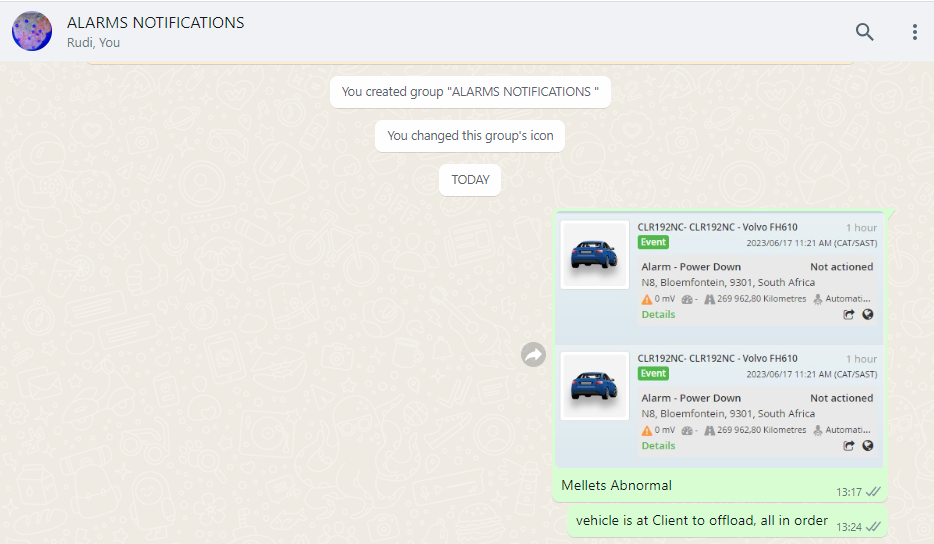 ALARMS NOTIFICATIONS
Rudi, You
You created group "ALARMS NOTIFICATIONS "
You changed this group's icon
TODAY
CLR192NC- CLR192NC - Volvo FH610 1 hour
Event 2023/06/17 11:21 AM (CAT/SAST)
Alarm - Power Down Not actioned
N8, Bloemfontein, 9301, South Africa
0 mV - 269 962,80 Kilometres Automati...
Details
CLR192NC- CLR192NC - Volvo FH610 1 hour
Event 2023/06/17 11:21 AM (CAT/SAST)
Alarm - Power Down Not actioned
N8, Bloemfontein, 9301, South Africa
0 mV - 269 962,80 Kilometres Automati...
Details
Mellets Abnormal
13:17
vehicle is at Client to offload, all in order 13:24